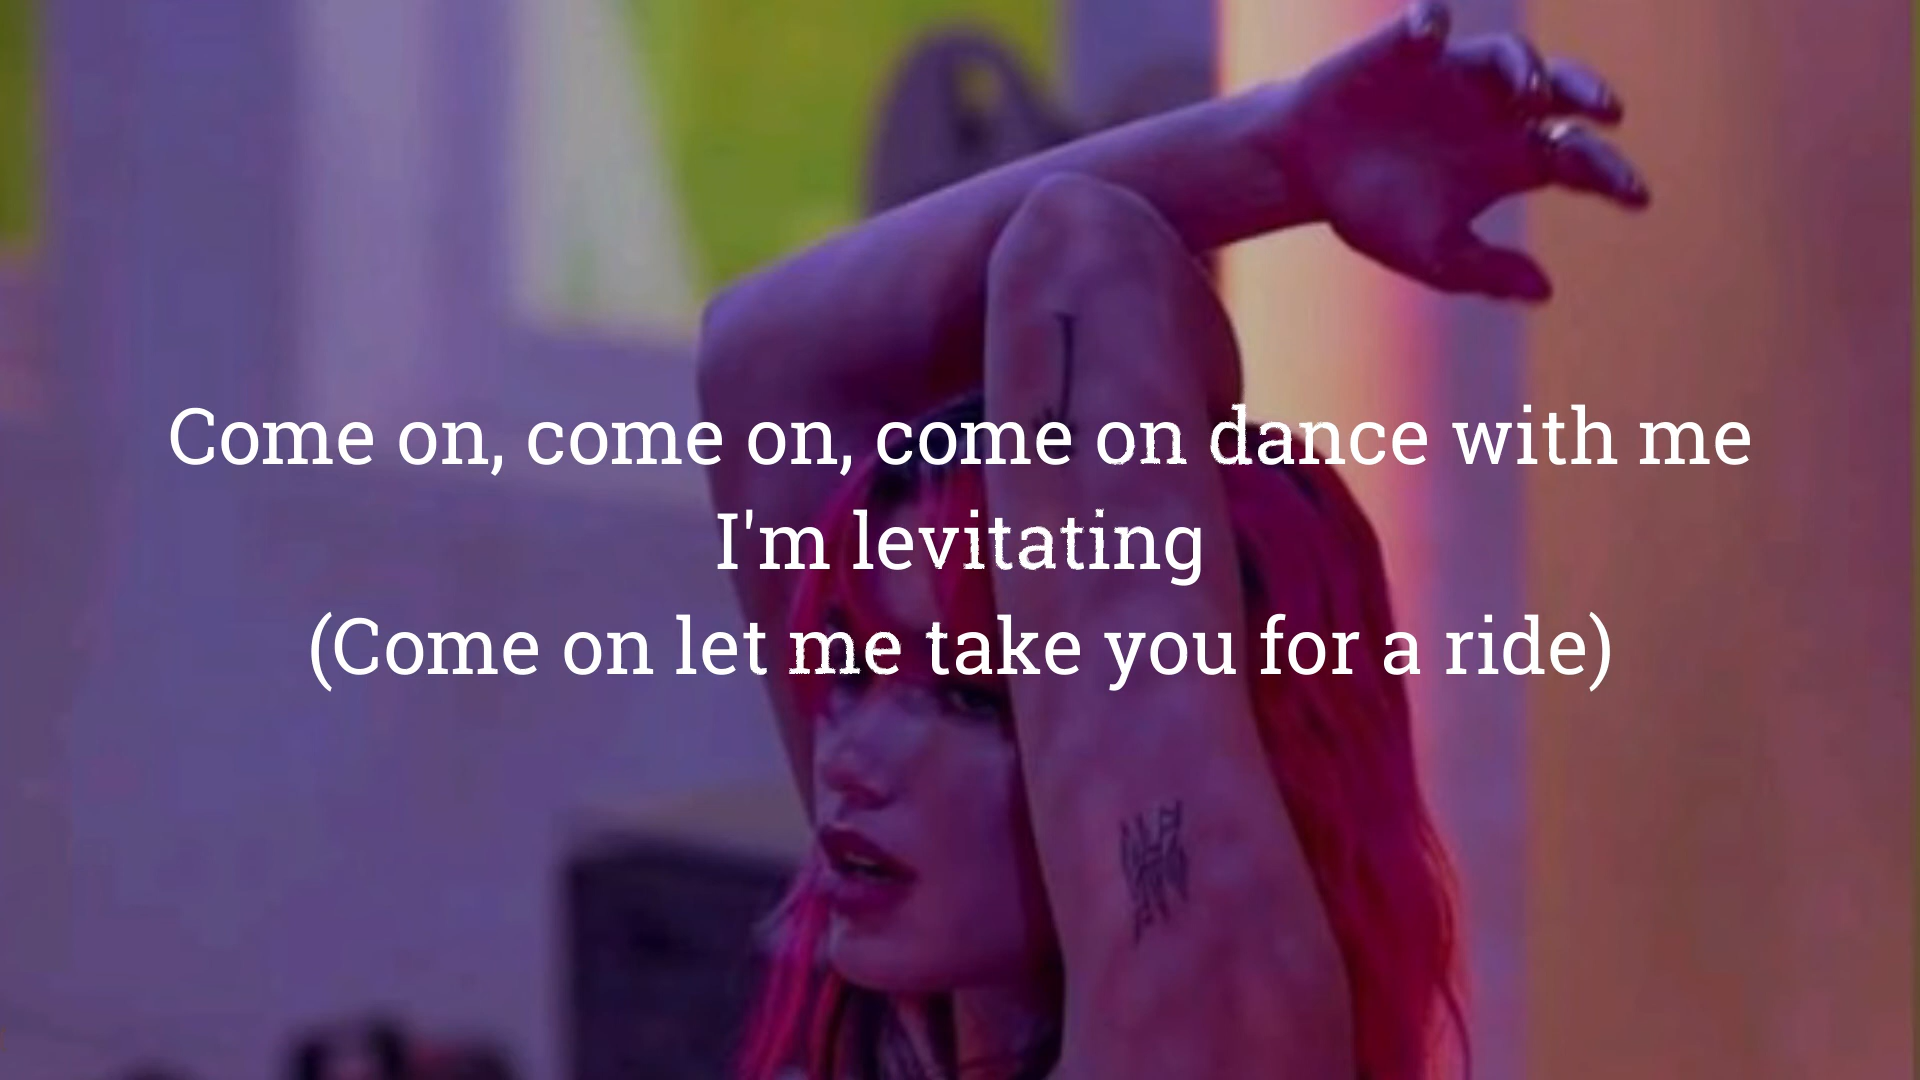 Come on, come on, come on dance with me
I'm levitating
(Come on let me take you for a ride)